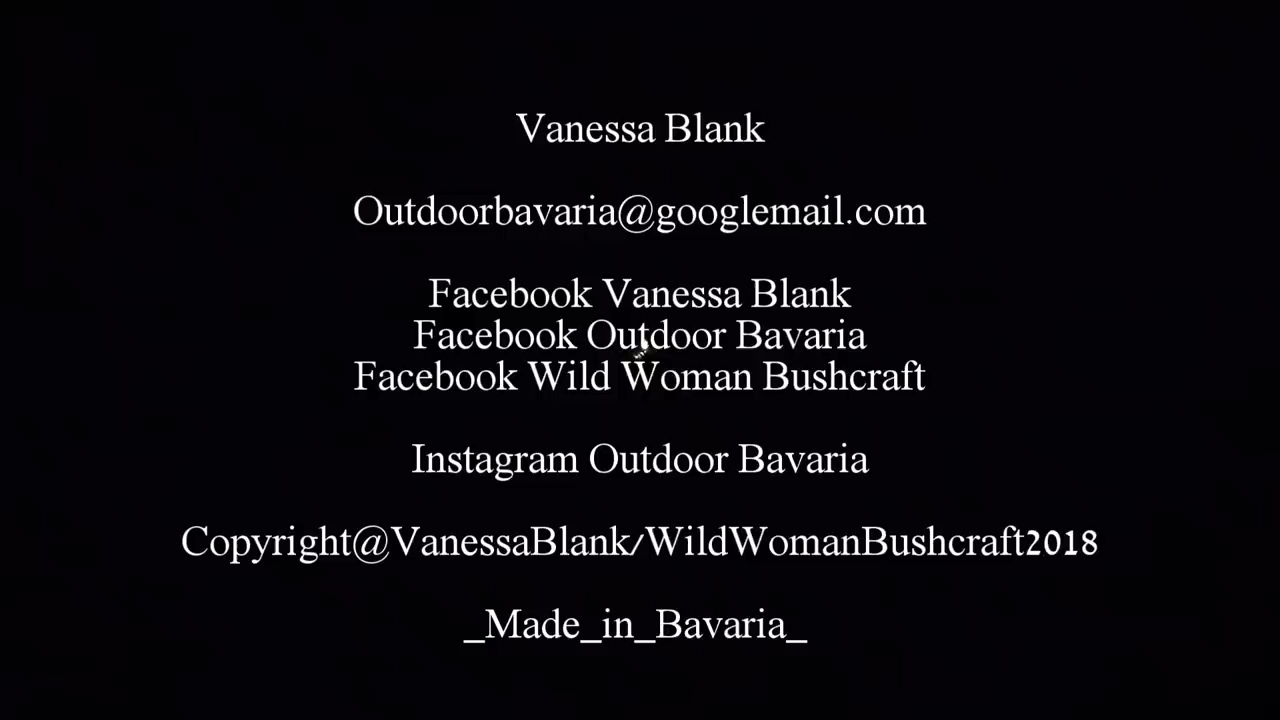 Vanessa Blank
Outdoorbavaria@googlemail.com
Facebook Vanessa Blank
Facebook Outdoor Bavaria
Facebook Wild Woman Bushcraft
Instagram Outdoor Bavaria
Copyright@VanessaBlank/WildWomanBushcraft2018
_Made_in_Bavaria_